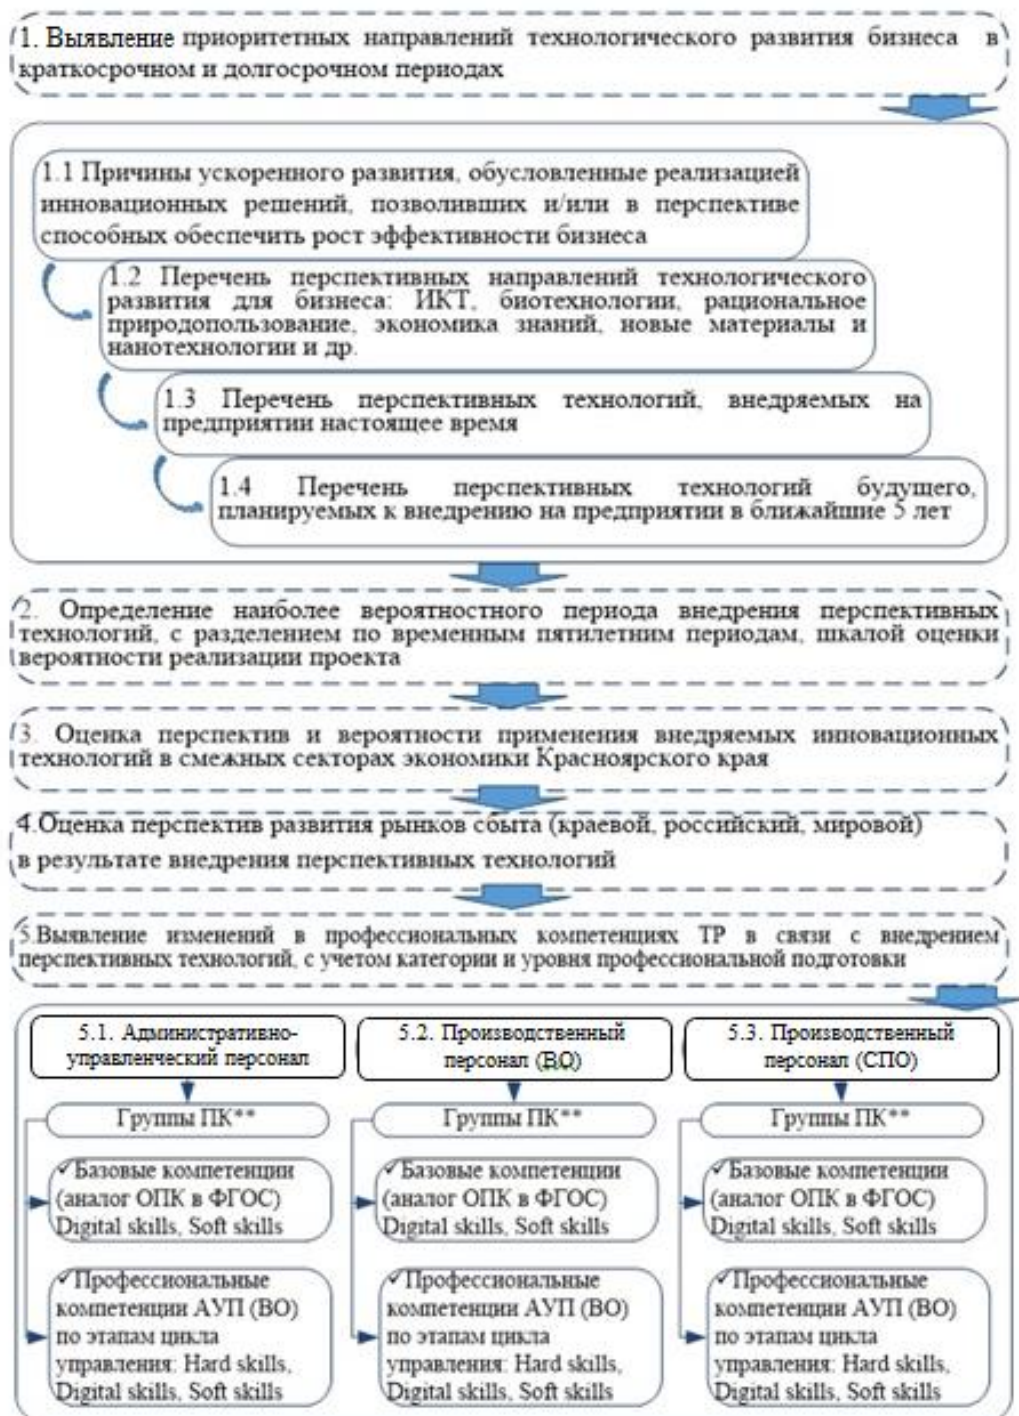 1. Выявление приоритетных направлений технологического развития бизнеса в
краткосрочном и долгосрочном периодах
1.1 Причины ускоренного развития, обусловленные реализацией
инновационных решений, позволивших и/или в перспективе
способных обеспечить рост эффективности бизнеса
1.2 Перечень перспективных направлений технологического
развития для бизнеса: ИКТ, биотехнологии, рациональное
природопользование, экономика знаний, новые материалы и
нанотехнологии и др.
1.3 Перечень перспективных технологий, внедряемых на
предприятии настоящее время
1.4 Перечень перспективных технологий будущего,
планируемых к внедрению на предприятии в ближайшие 5 лет
2. Определение наиболее вероятностного периода внедрения перспективных
технологий, с разделением по временным пятилетним периодам, шкалой оценки
вероятности реализации проекта
3. Оценка перспектив и вероятности применения внедряемых инновационных
технологий в смежных секторах экономики Красноярского края
4.Оценка перспектив развития рынков сбыта (краевой, российский, мировой)
в результате внедрения перспективных технологий
5.Выявление изменений в профессиональных компетенциях ТР в связи с внедрением
перспективных технологий, с учетом категории и уровня профессиональной подготовки
5.1. Административно-
управленческий персонал
Группы ПК**
✓Базовые компетенции
(аналог ОПК в ФГОС)
Digital skills, Soft skills
✓Профессиональные
компетенции АУП (ВО)
по этапам цикла
управления: Hard skills,
Digital skills, Soft skills
5.2. Производственный
персонал (ВО)
Группы ПК**
✓Базовые компетенции
(аналог ОПК в ФГОС)
Digital skills, Soft skills
✓Профессиональные
компетенции АУП (ВО)
по этапам цикла
управления: Hard skills,
Digital skills, Soft skills
5.3. Производственный
персонал (СПО)
Группы ПК**
✓Базовые компетенции
(аналог ОПК в ФГОС)
Digital skills, Soft skills
✓Профессиональные
компетенции АУП (ВО)
по этапам цикла
управления: Hard skills,
Digital skills, Soft skills